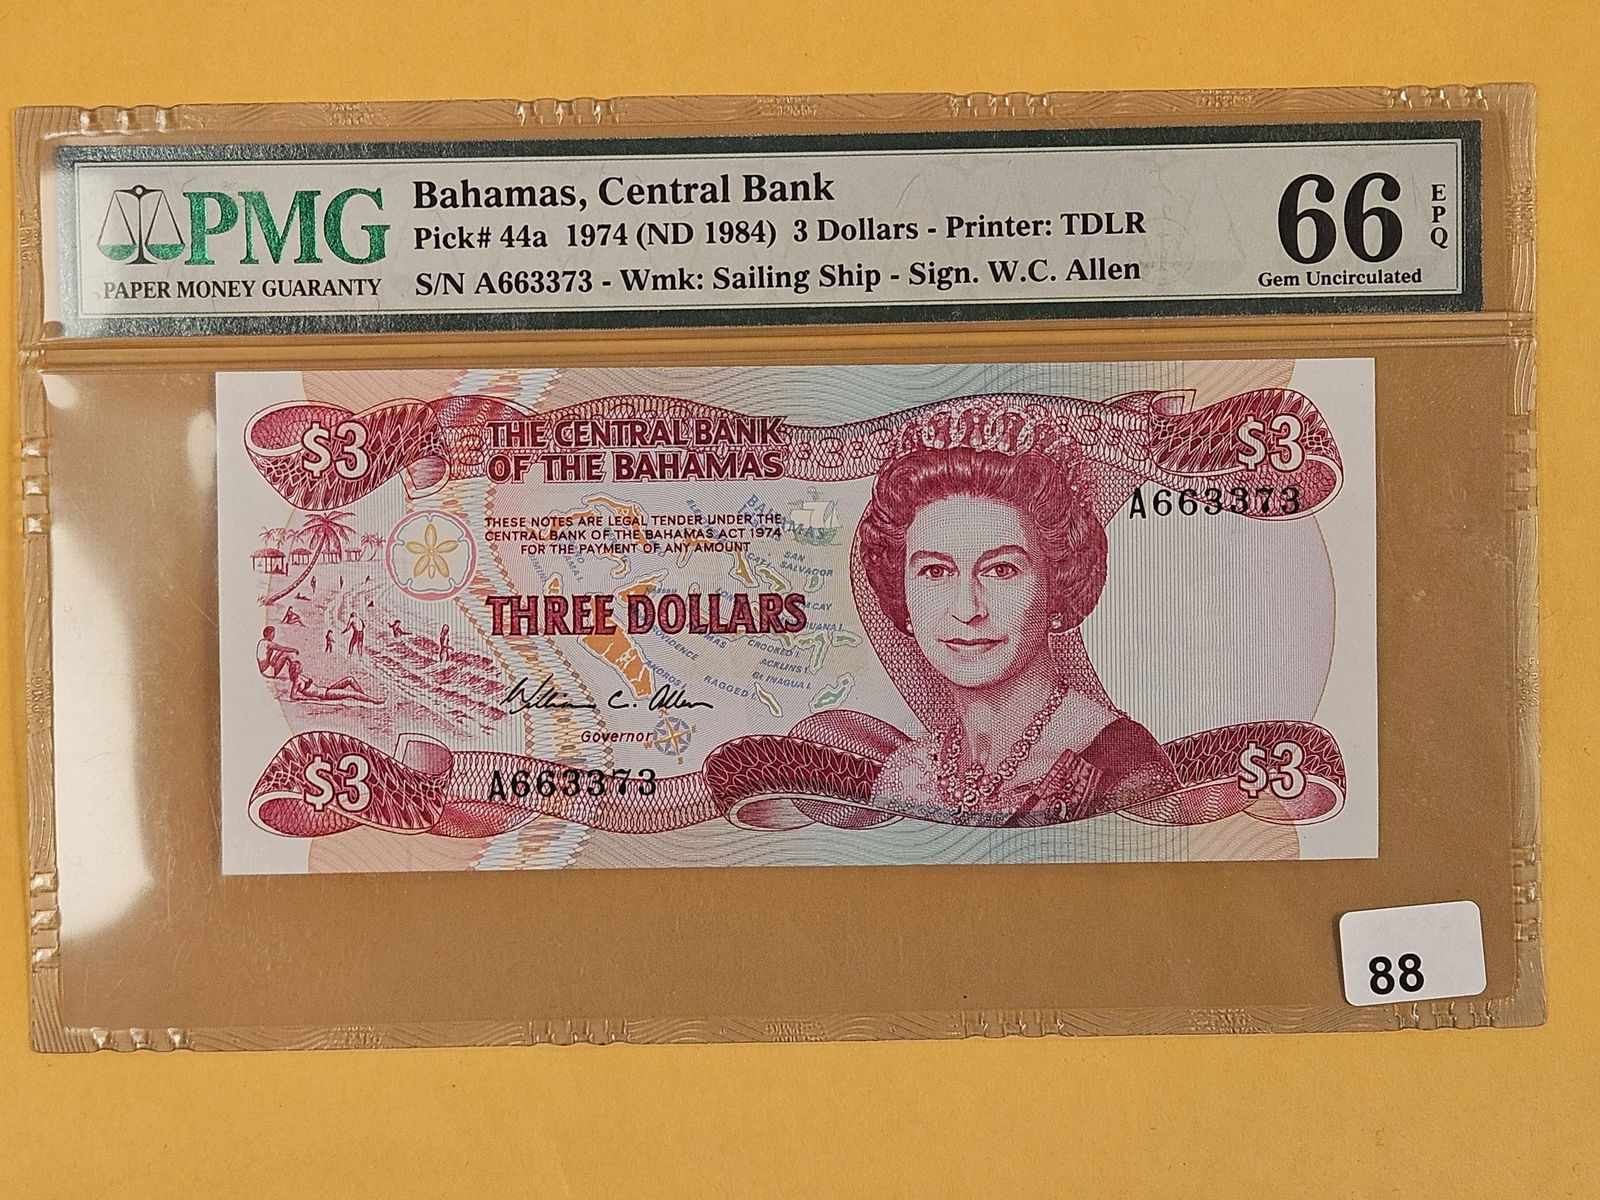 PMG
PAPER MONEY GUARANTY
Bahamas, Central Bank
Pick# 44a 1974 (ND 1984) 3 Dollars - Printer: TDLR
S/N A663373 - Wmk: Sailing Ship - Sign. W.C. Allen
66
EPQ
Gem Uncirculated
$3
THE CENTRAL BANK
OF THE BAHAMAS
$3
A663373
THESE NOTES ARE LEGAL TENDER UNDER THE
CENTRAL BANK OF THE BAHAMAS ACT 1974
FOR THE PAYMENT OF ANY AMOUNT
BAHAMAS
SAN
SALVADOR
THREE DOLLARS
CROOKED I.
ACKLINS I.
Gt INAGUA I.
RAGGED I.
ANDROS I.
William C. Allen
Governor
A663373
$3
$3
88